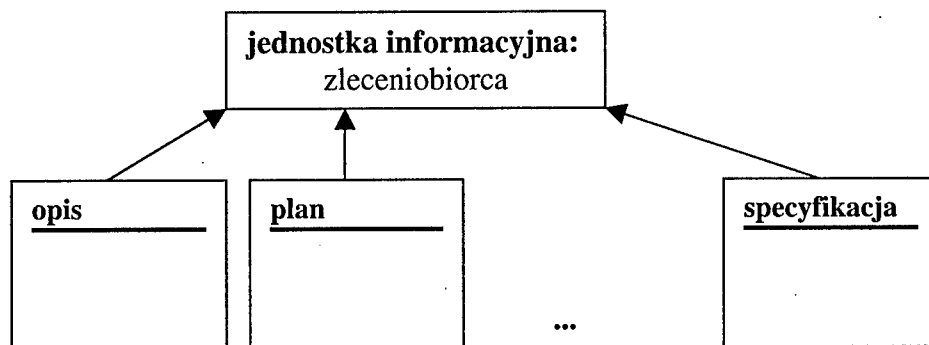 jednostka informacyjna:
zleceniobiorca
opis
plan
specyfikacja
...